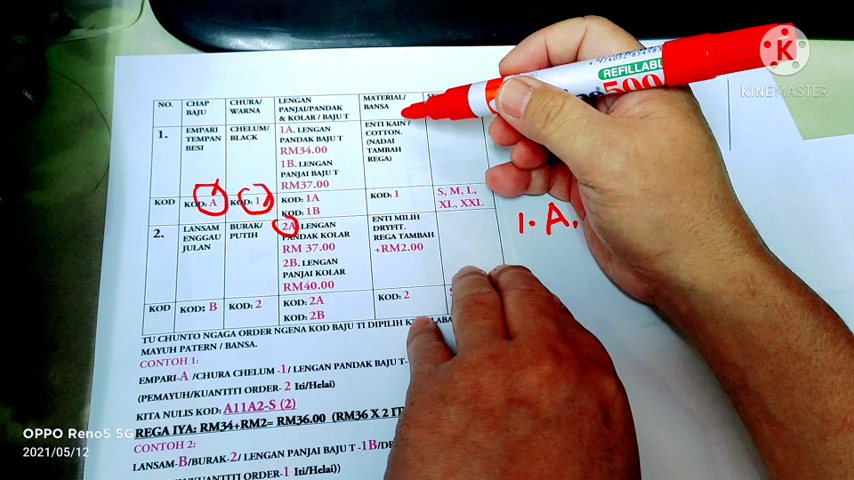 NO.
CHAP BAJU
CHURA/ WARNA
LENGAN PANJAI/PANDAK & KOLAR / BAJU T
MATERIAL/ BANSA
1.
EMPARI TEMPAN BESI
CHELUM/ BLACK
1A. LENGAN PANDAK BAJU T
RM34.00
1B. LENGAN PANJAI BAJU T
RM37.00
ENTI KAIN / COTTON. (NADAI TAMBAH REGA)
KOD
KOD: A
KOD: 1
KOD: 1A
KOD: 1B
KOD: 1
S, M, L, XL, XXL
2.
LANSAM ENGGAU JULAN
BURAK/ PUTIH
2A. LENGAN PANDAK KOLAR
RM 37.00
2B. LENGAN PANJAI KOLAR
RM40.00
ENTI MILIH DRYFIT. REGA TAMBAH +RM2.00
KOD
KOD: B
KOD: 2
KOD: 2A
KOD: 2B
KOD: 2
TU CHUNTO NGAGA ORDER NGENA KOD BAJU TI DIPILIH
MAYUH PATERN / BANSA.
CONTOH 1:
EMPARI-A /CHURA CHELUM -1/ LENGAN PANDAK BAJU T-
(PEMAYUH/KUANTITI ORDER- 2 Iti/Helai)
KITA NULIS KOD: A11A2-S (2)
REGA IYA: RM34+RM2= RM36.00 (RM36 X 2
CONTOH 2:
LANSAM-B/BURAK-2/ LENGAN PANJAI BAJU T -1B/
KUANTITI ORDER-1 Iti/Helai))
1. A.
REFILLABLE
500
K
KINEMASTER
OPPO Reno5 5G
2021/05/12